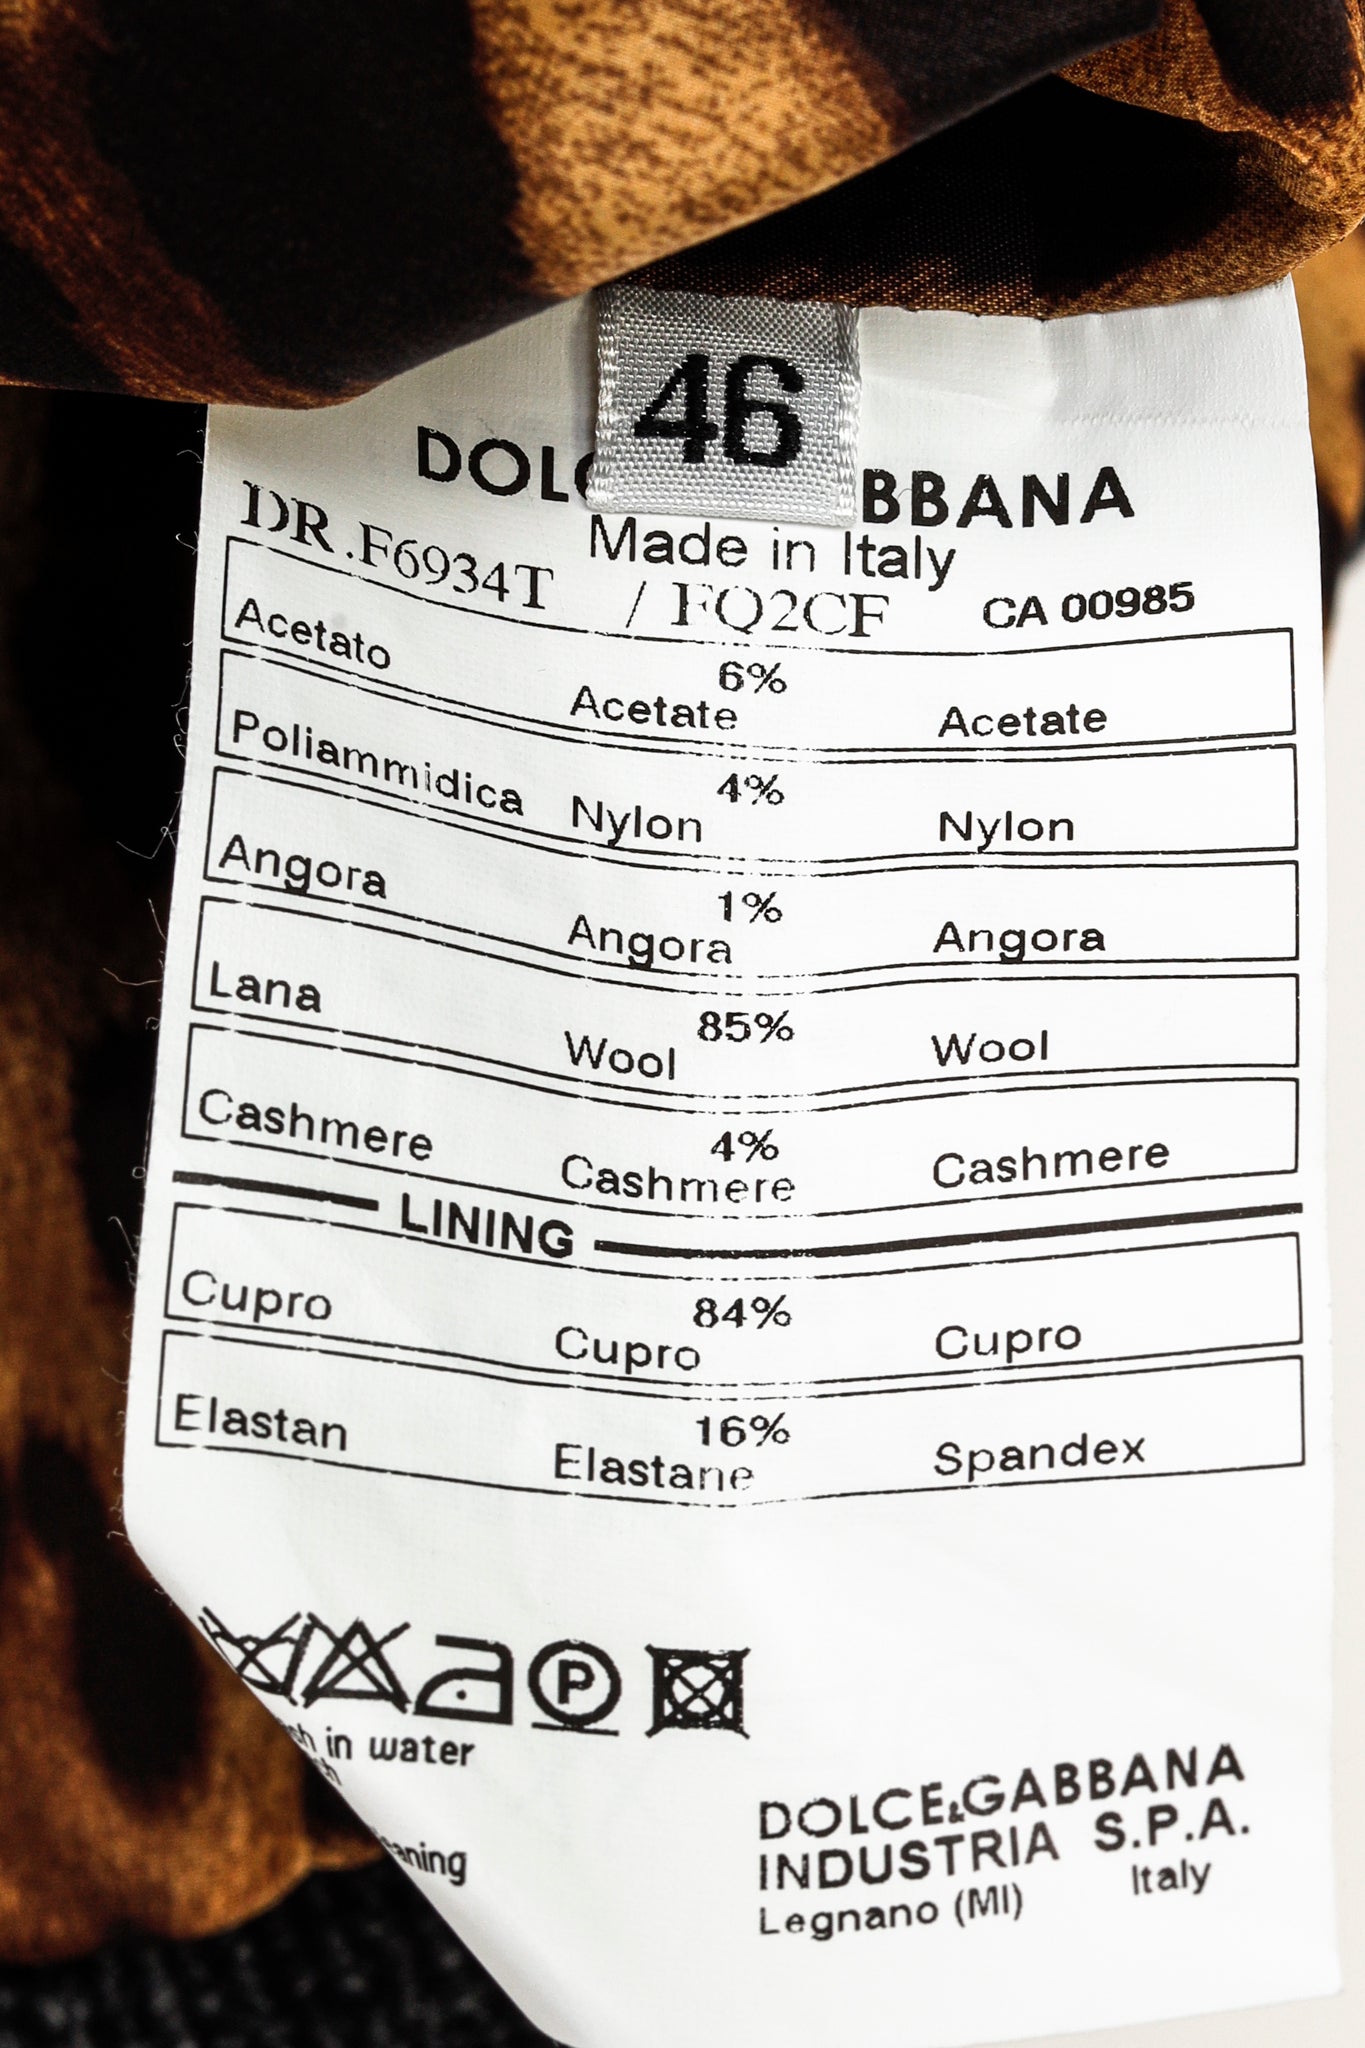 46
DOLC BBANA
Made in Italy
DR.F6934T / FQ2CF CA 00985
Acetato 6% Acetate Acetate
Poliammidica 4% Nylon Nylon
Angora 1% Angora Angora
Lana 85% Wool Wool
Cashmere 4% Cashmere Cashmere
LINING
Cupro 84% Cupro Cupro
Elastan 16% Elastane Spandex
P
in water
DOLCE&GABBANA
INDUSTRIA S.P.A.
Legnano (MI) Italy